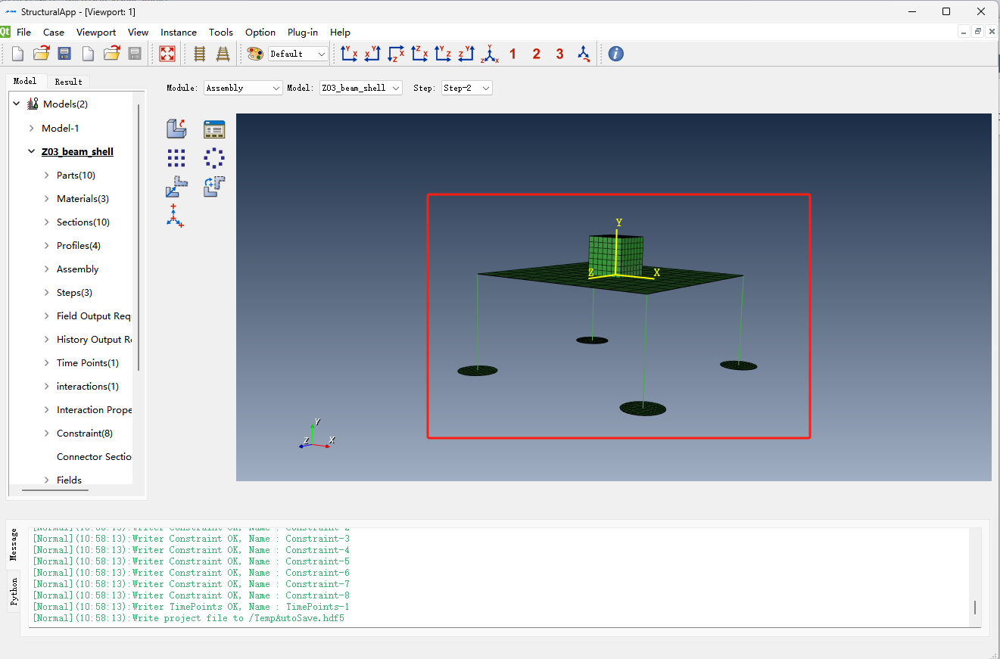 StructuralApp - [Viewport: 1]
Qt File Case Viewport View Instance Tools Option Plug-in Help
Default
Y X
X Y
Z X
Z X
Y Z
Z Y
Y Z X
1 2 3
Model Result
Module: Assembly Model: Z03_beam_shell Step: Step-2
Models(2)
Model-1
Z03_beam_shell
Parts(10)
Materials(3)
Sections(10)
Profiles(4)
Assembly
Steps(3)
Field Output Req
History Output Re
Time Points(1)
interactions(1)
Interaction Prope
Constraint(8)
Connector Sectio
Fields
Y
Z X
Y
Z X
Message
Python
[Normal](10:58:13):Writer Constraint OK, Name : Constraint-2
[Normal](10:58:13):Writer Constraint OK, Name : Constraint-3
[Normal](10:58:13):Writer Constraint OK, Name : Constraint-4
[Normal](10:58:13):Writer Constraint OK, Name : Constraint-5
[Normal](10:58:13):Writer Constraint OK, Name : Constraint-6
[Normal](10:58:13):Writer Constraint OK, Name : Constraint-7
[Normal](10:58:13):Writer Constraint OK, Name : Constraint-8
[Normal](10:58:13):Writer TimePoints OK, Name : TimePoints-1
[Normal](10:58:13):Write project file to /TempAutoSave.hdf5